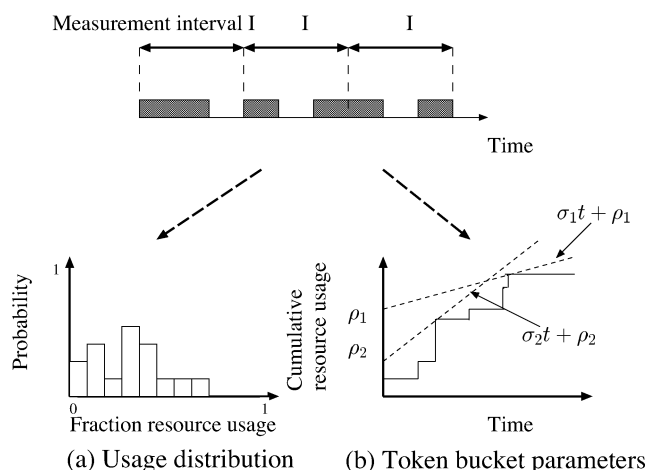 Measurement interval I I I
Time
σ₁t + ρ₁
1
Probability
0 1
Fraction resource usage
Cumulative
resource usage
ρ₁
ρ₂
σ₂t + ρ₂
Time
(a) Usage distribution
(b) Token bucket parameters